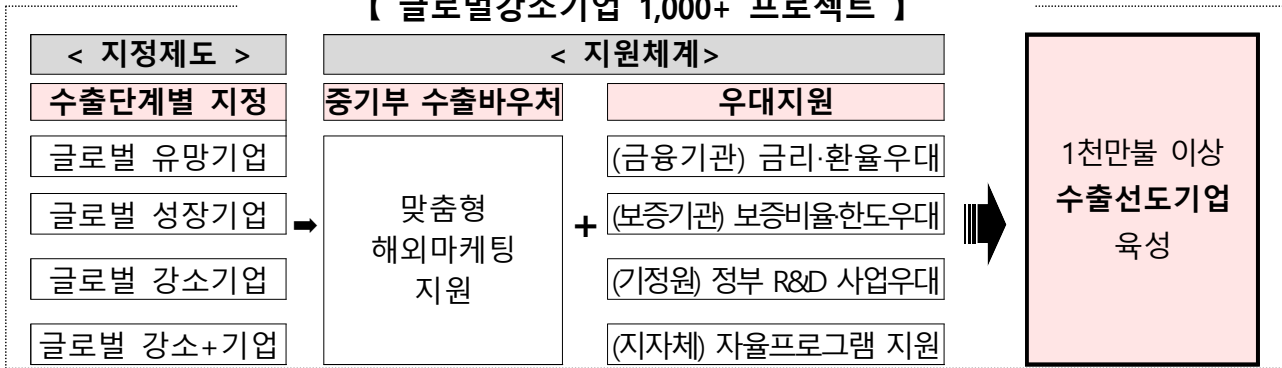 【 글로벌강소기업 1,000+ 프로젝트 】
< 지정제도 >
< 지원체계>
수출단계별 지정
중기부 수출바우처
우대지원
글로벌 유망기업
글로벌 성장기업
글로벌 강소기업
글로벌 강소+기업
➡
맞춤형
해외마케팅
지원
+
(금융기관) 금리·환율우대
(보증기관) 보증비율·한도우대
(기정원) 정부 R&D 사업우대
(지자체) 자율프로그램 지원
1천만불 이상
수출선도기업
육성